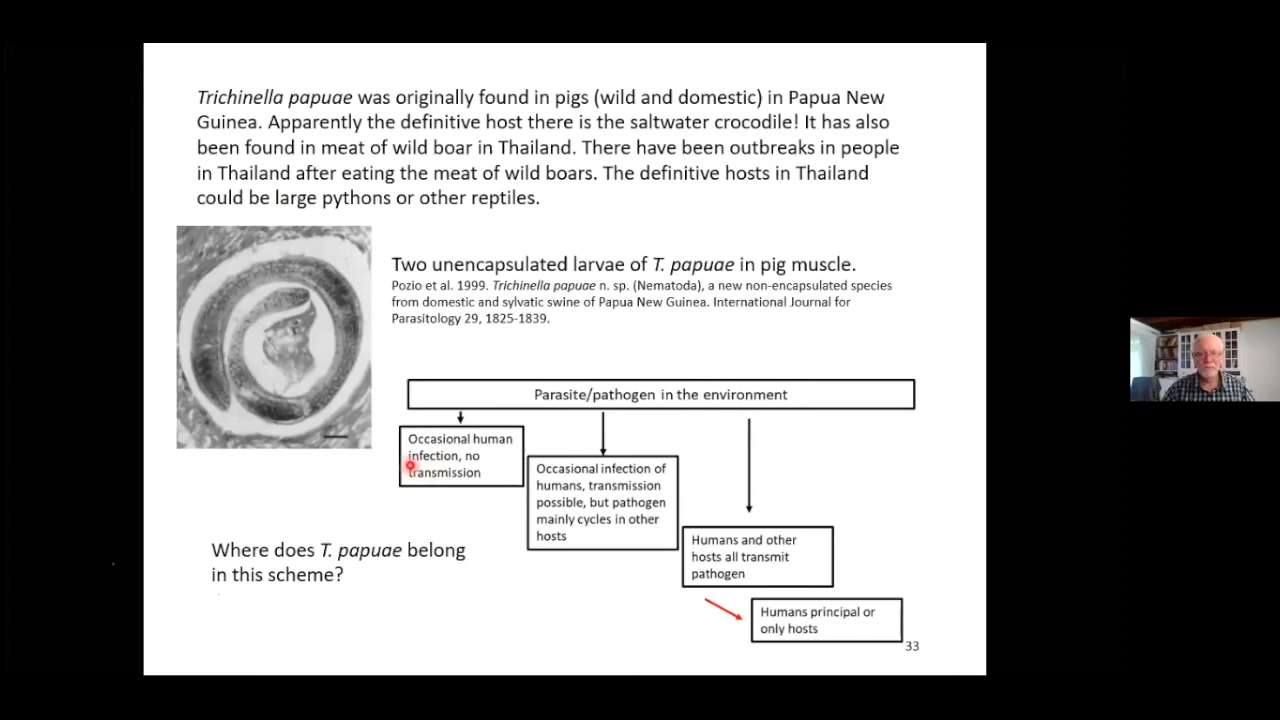 Trichinella papuae was originally found in pigs (wild and domestic) in Papua New
Guinea. Apparently the definitive host there is the saltwater crocodile! It has also
been found in meat of wild boar in Thailand. There have been outbreaks in people
in Thailand after eating the meat of wild boars. The definitive hosts in Thailand
could be large pythons or other reptiles.
Two unencapsulated larvae of T. papuae in pig muscle.
Pozio et al. 1999. Trichinella papuae n. sp. (Nematoda), a new non-encapsulated species
from domestic and sylvatic swine of Papua New Guinea. International Journal for
Parasitology 29, 1825-1839.
Parasite/pathogen in the environment
Occasional human
infection, no
transmission
Occasional infection of
humans, transmission
possible, but pathogen
mainly cycles in other
hosts
Humans and other
hosts all transmit
pathogen
Humans principal or
only hosts
Where does T. papuae belong
in this scheme?
33